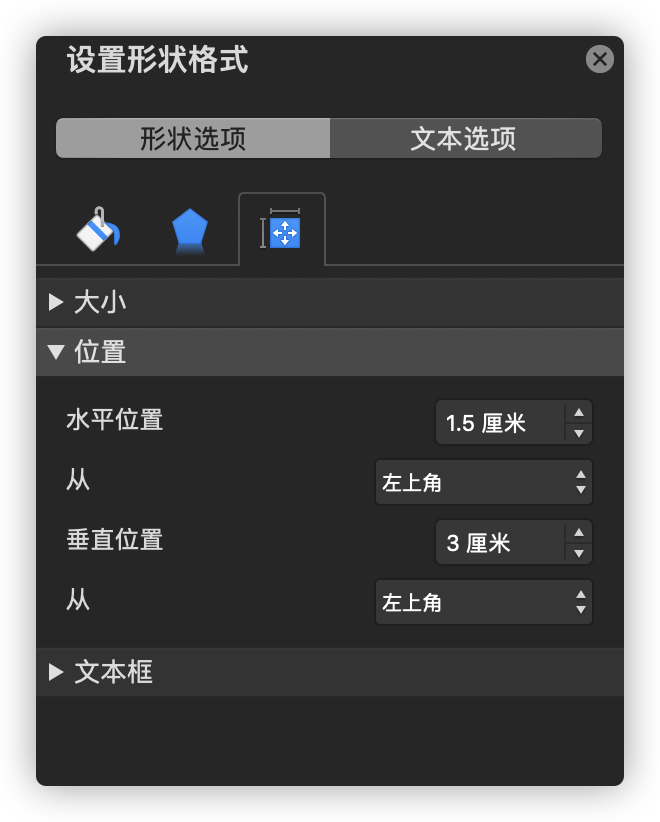 设置形状格式
形状选项 文本选项
大小
位置
水平位置 1.5 厘米
从 左上角
垂直位置 3 厘米
从 左上角
文本框